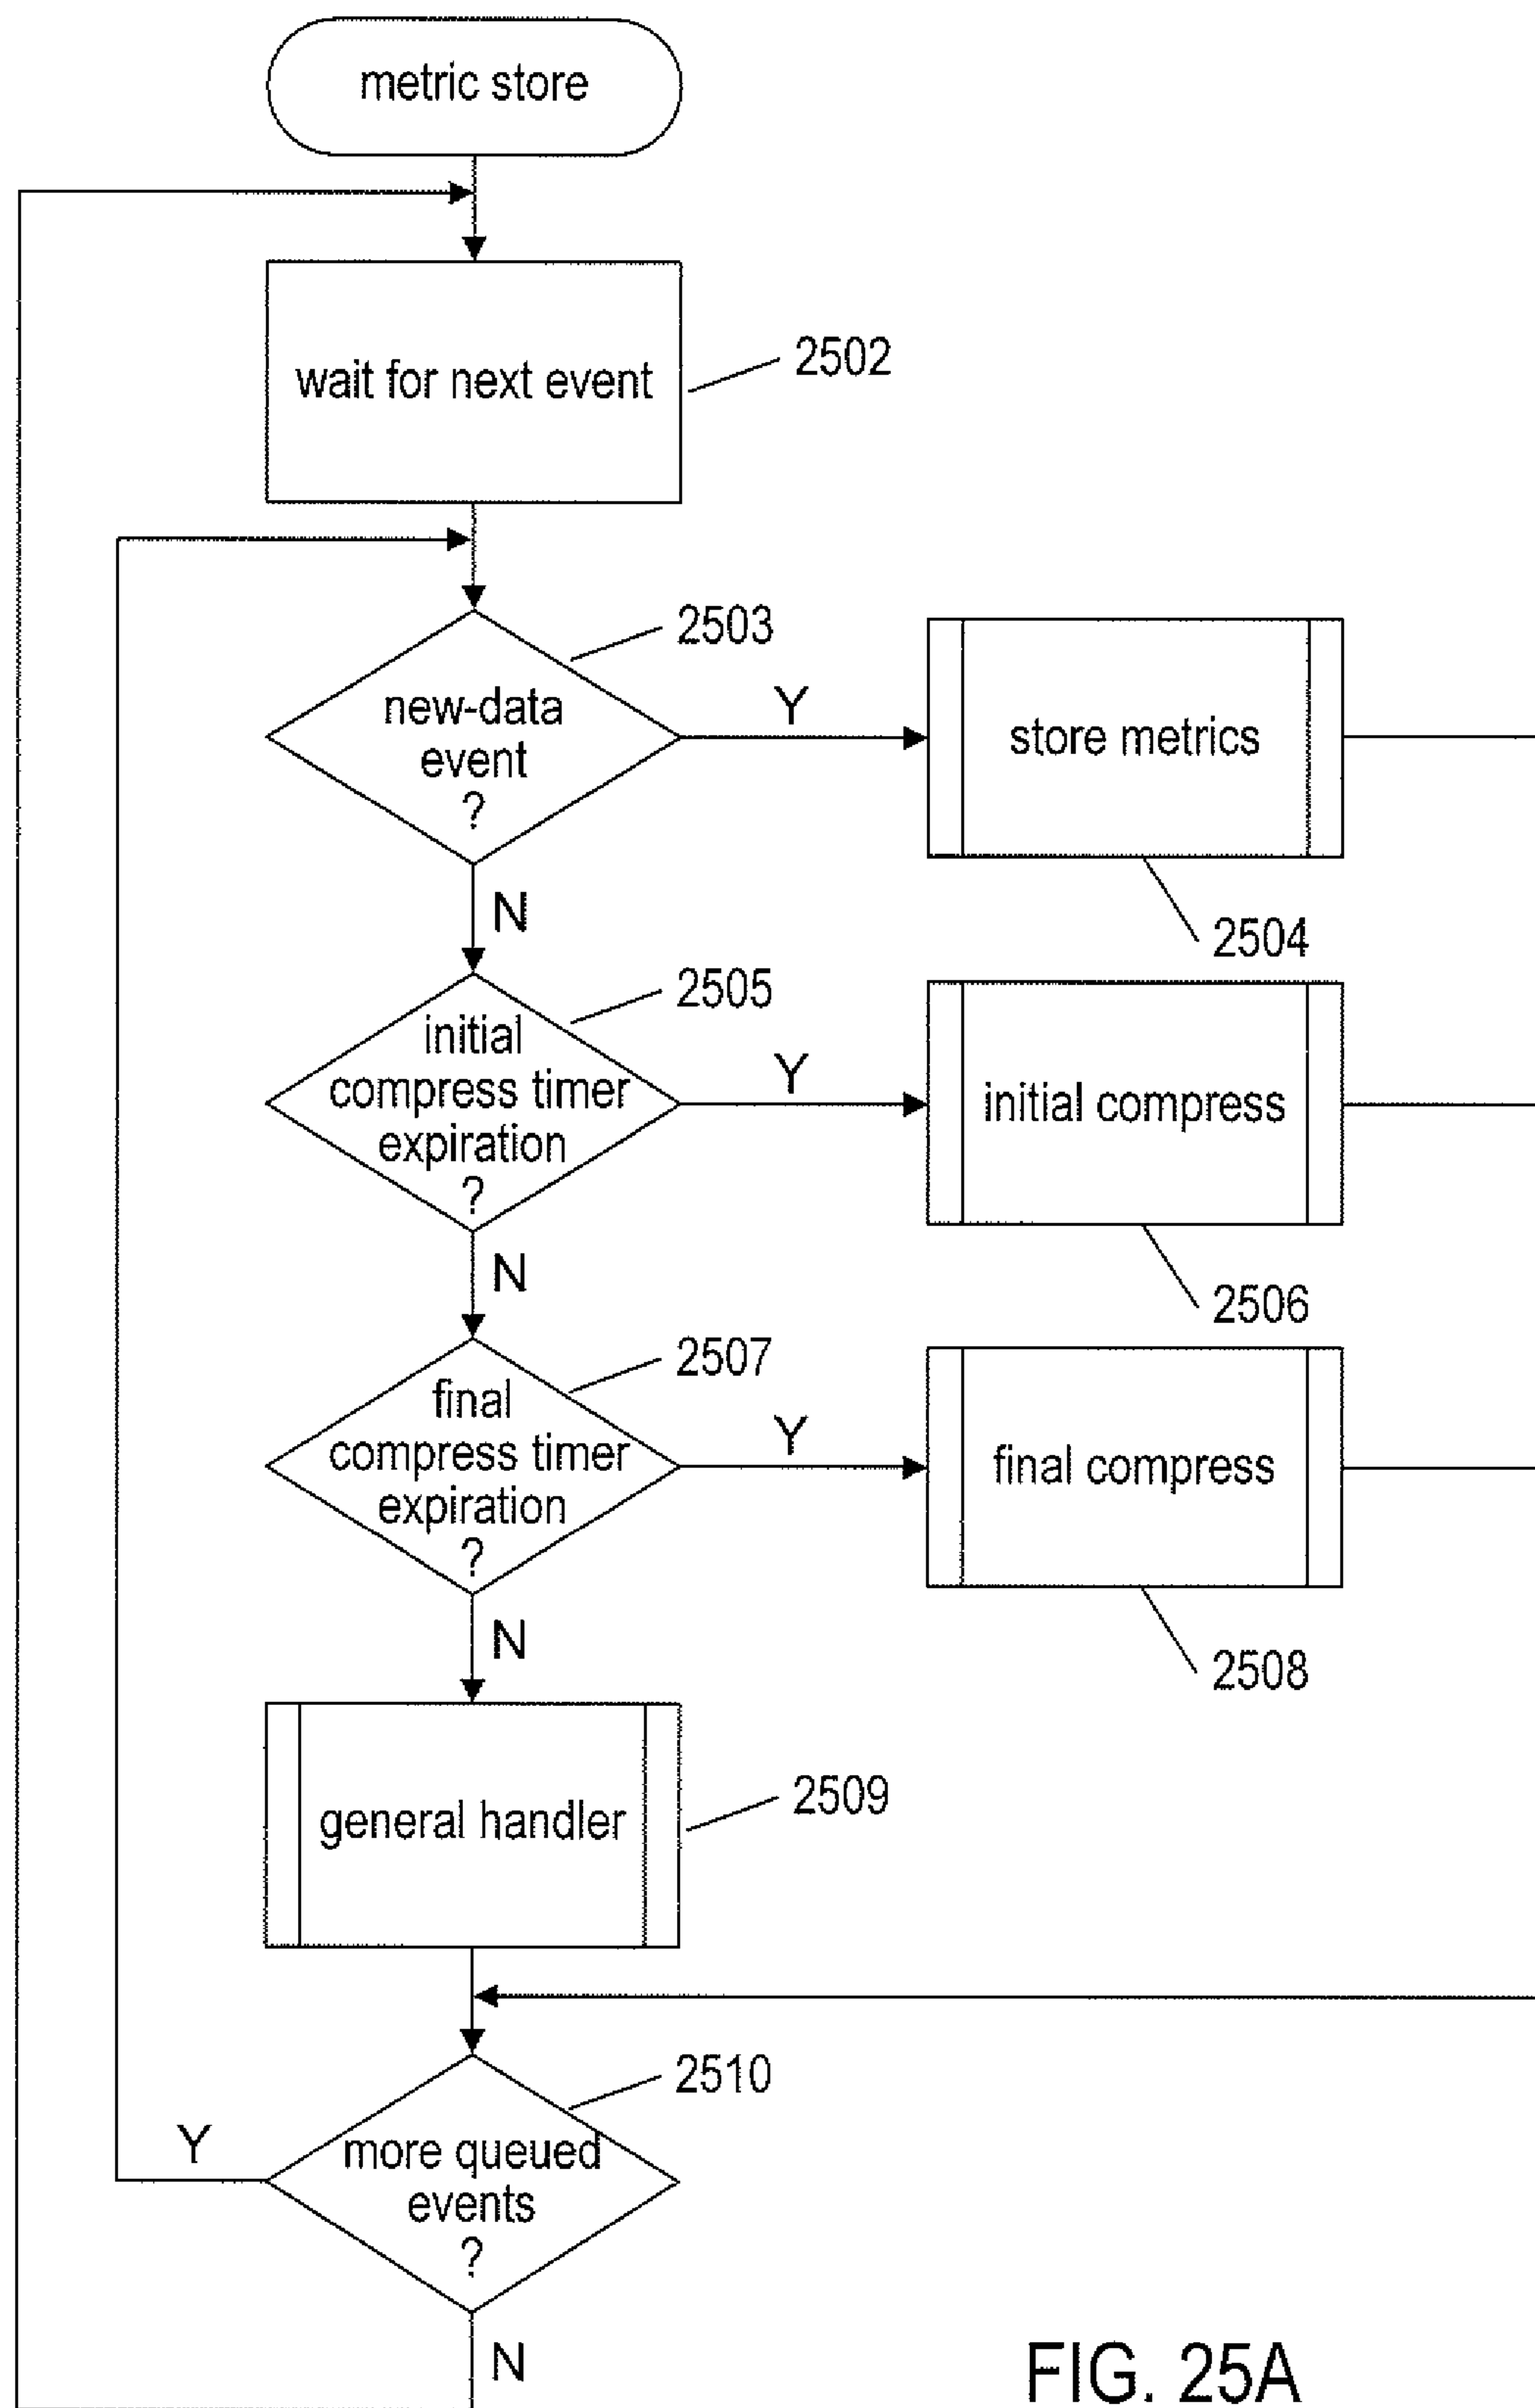 metric store
wait for next event
2502
2503
new-data
event
?
Y
store metrics
2504
N
2505
initial
compress timer
expiration
?
Y
initial compress
2506
N
2507
final
compress timer
expiration
?
Y
final compress
2508
N
general handler
2509
2510
more queued
events
?
Y
N
FIG. 25A